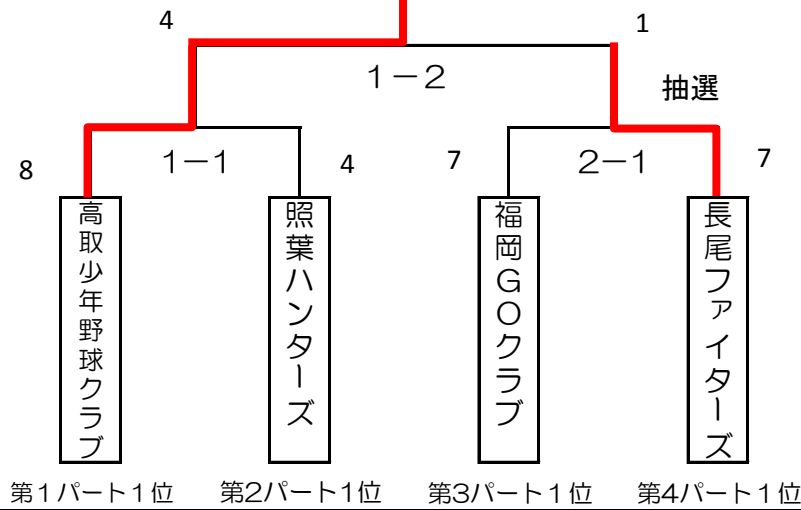 4
1
1－2
抽選
8
1－1
4
7
2－1
7
高取少年野球クラブ
照葉ハンターズ
福岡GOクラブ
長尾ファイターズ
第1パート1位
第2パート1位
第3パート1位
第4パート1位